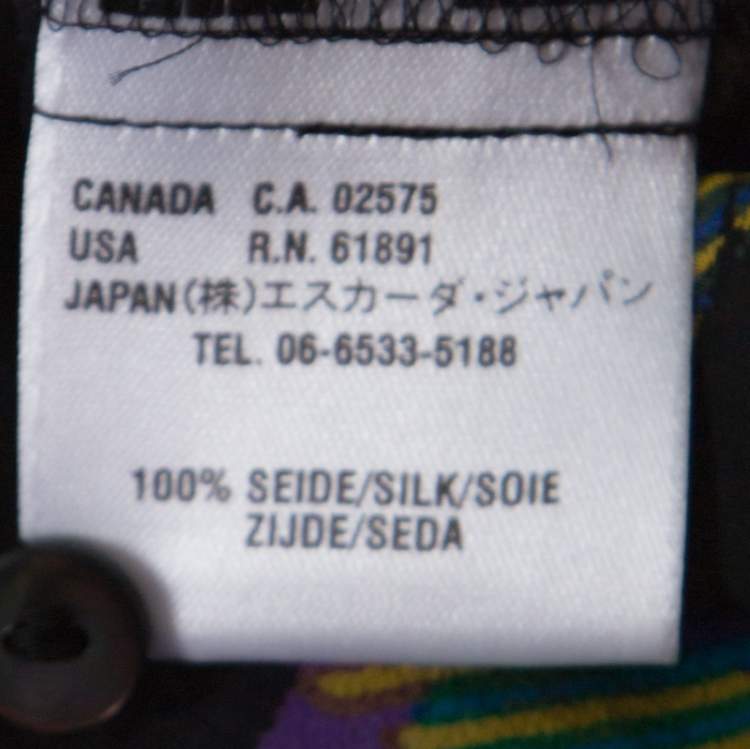 CANADA C.A. 02575
USA R.N. 61891
JAPAN(株)エスカーダ・ジャパン
TEL. 06-6533-5188
100% SEIDE/SILK/SOIE
ZIJDE/SEDA